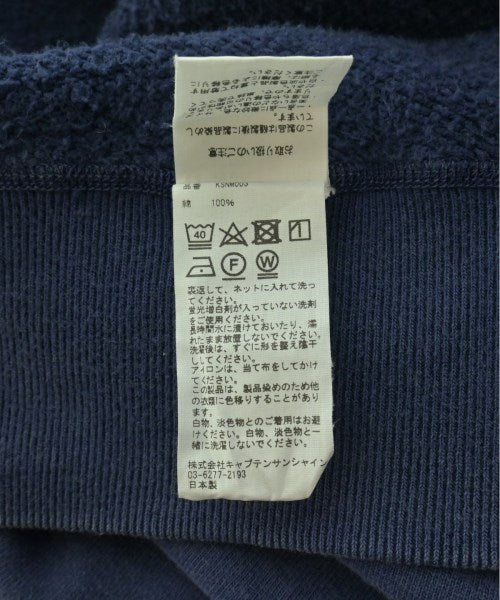 お取り扱いのご注意
この製品は縫製後に製品染めし
ています。
綿 100%
40
F
W
裏返して、ネットに入れて洗っ
てください。
蛍光増白剤が入っていない洗剤
をご使用ください。
長時間水に漬けておいたり、濡
れたまま放置しないでください。
洗濯後は、すぐに形を整え陰干
ししてください。
アイロンは、当て布をしてかけ
てください。
この製品は、製品染めのため他
の衣類に色移りすることがあり
ます。
白物、淡色物とのご着用はお避
けください。白物、淡色物と一
緒に洗濯しないでください。
株式会社キャプテンサンシャイン
03-6277-2193
日本製